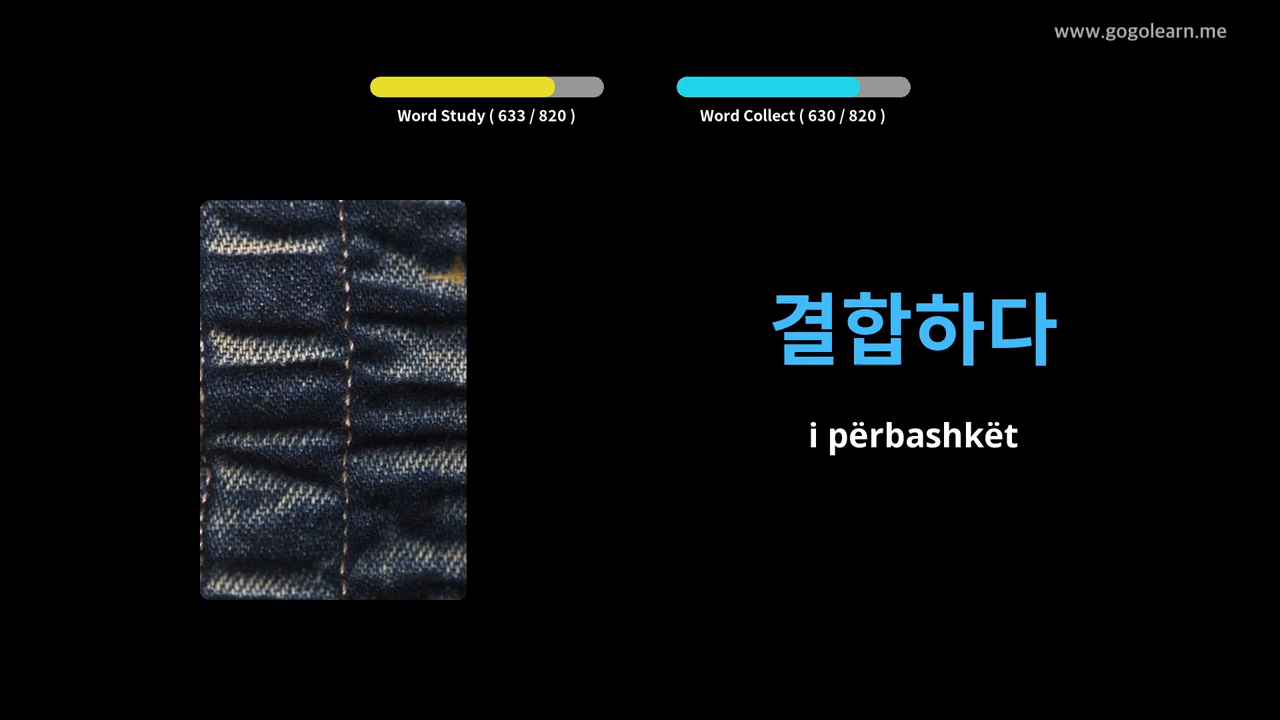 www.gogolearn.me
Word Study ( 633 / 820 )
Word Collect ( 630 / 820 )
결합하다
i përbashkët